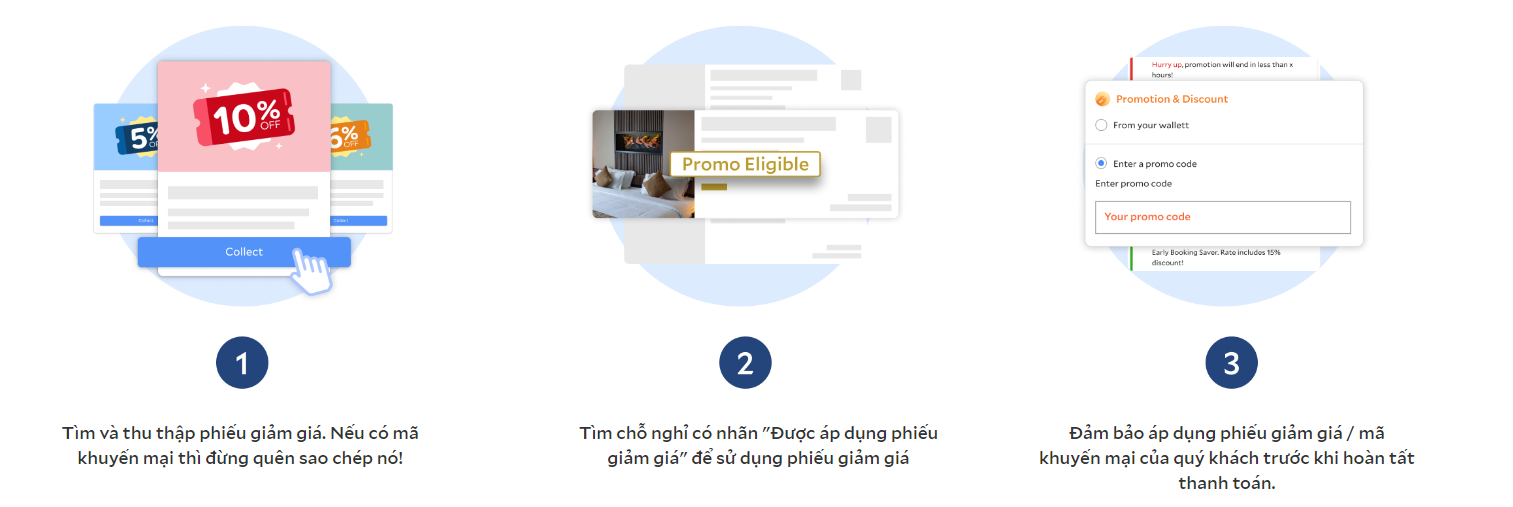 5%
OFF
10%
OFF
6%
OFF
Collect
Collect
Collect
1
Tìm và thu thập phiếu giảm giá. Nếu có mã
khuyến mại thì đừng quên sao chép nó!
Promo Eligible
2
Tìm chỗ nghỉ có nhãn "Được áp dụng phiếu
giảm giá" để sử dụng phiếu giảm giá
Hurry up, promotion will end in less than x
hours!
Promotion & Discount
From your wallett
Enter a promo code
Enter promo code
Your promo code
Early Booking Saver. Rate includes 15%
discount!
3
Đảm bảo áp dụng phiếu giảm giá / mã
khuyến mại của quý khách trước khi hoàn tất
thanh toán.